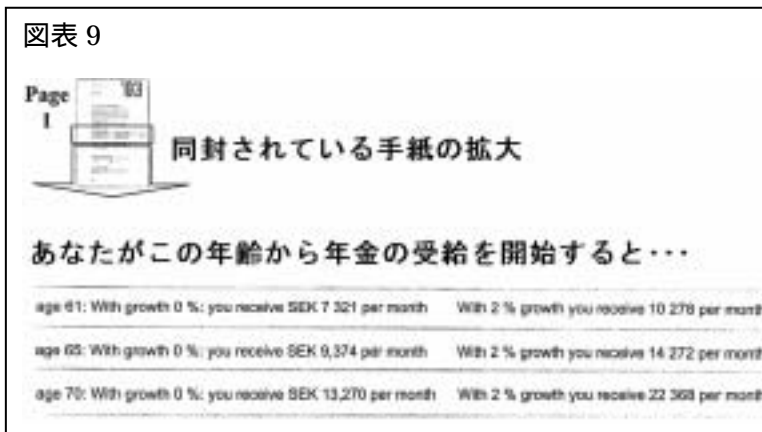 図表 9
'03
Page
1
同封されている手紙の拡大
あなたがこの年齢から年金の受給を開始すると・・・
age 61: With growth 0 %: you receive SEK 7 321 per month With 2 % growth you receive 10 278 per month
age 65: With growth 0 %: you receive SEK 9,374 per month With 2 % growth you receive 14 272 per month
age 70: With growth 0 %: you receive SEK 13,270 per month With 2 % growth you receive 22 368 per month